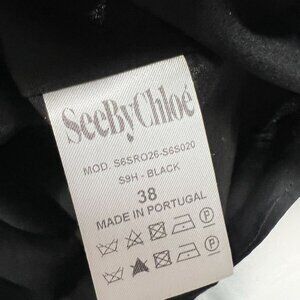 SeeByChloé
MOD. S6SRO26-S6S020
S9H - BLACK
38
MADE IN PORTUGAL